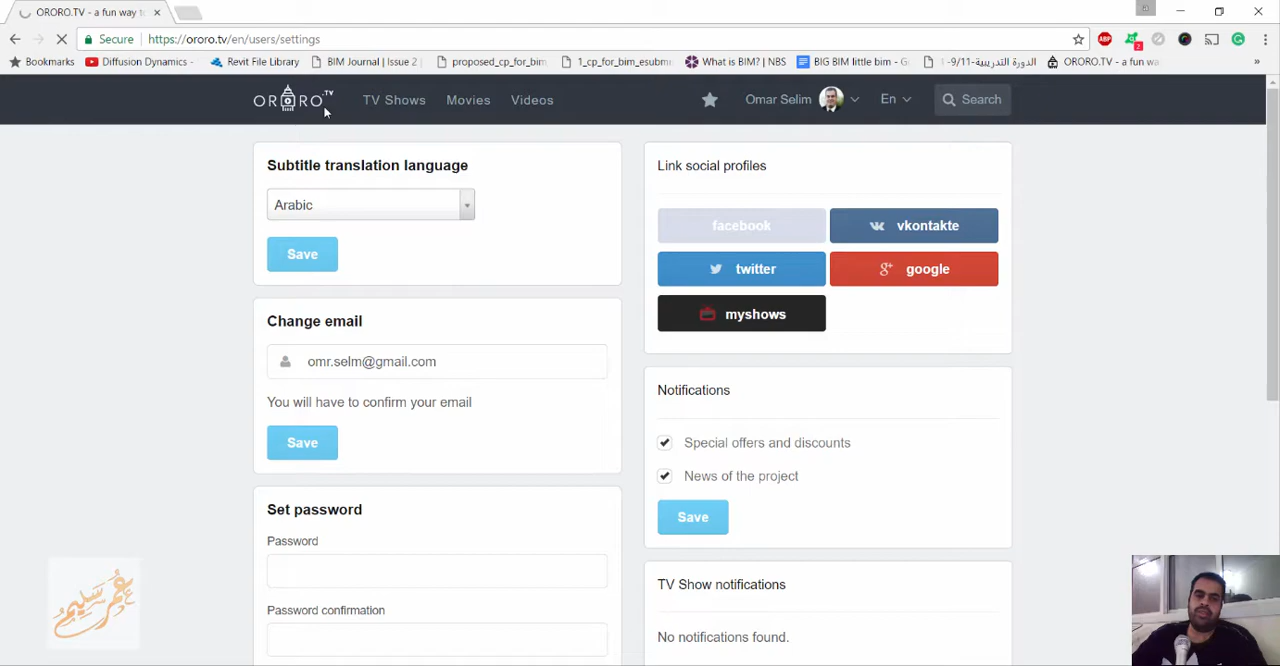 ORORO.TV - a fun way to
Secure https://ororo.tv/en/users/settings
Bookmarks Diffusion Dynamics - Revit File Library BIM Journal | Issue 2 | proposed_cp_for_bim_ 1_cp_for_bim_esubmi What is BIM? | NBS BIG BIM little bim - G الدورة التدريبية-9/11-1 ORORO.TV - a fun wa
ORORO TV TV Shows Movies Videos Omar Selim En Search
Subtitle translation language
Arabic
Save
Change email
omr.selm@gmail.com
You will have to confirm your email
Save
Set password
Password
Password confirmation
Link social profiles
facebook vkontakte
twitter google
myshows
Notifications
Special offers and discounts
News of the project
Save
TV Show notifications
No notifications found.
عمر سليم